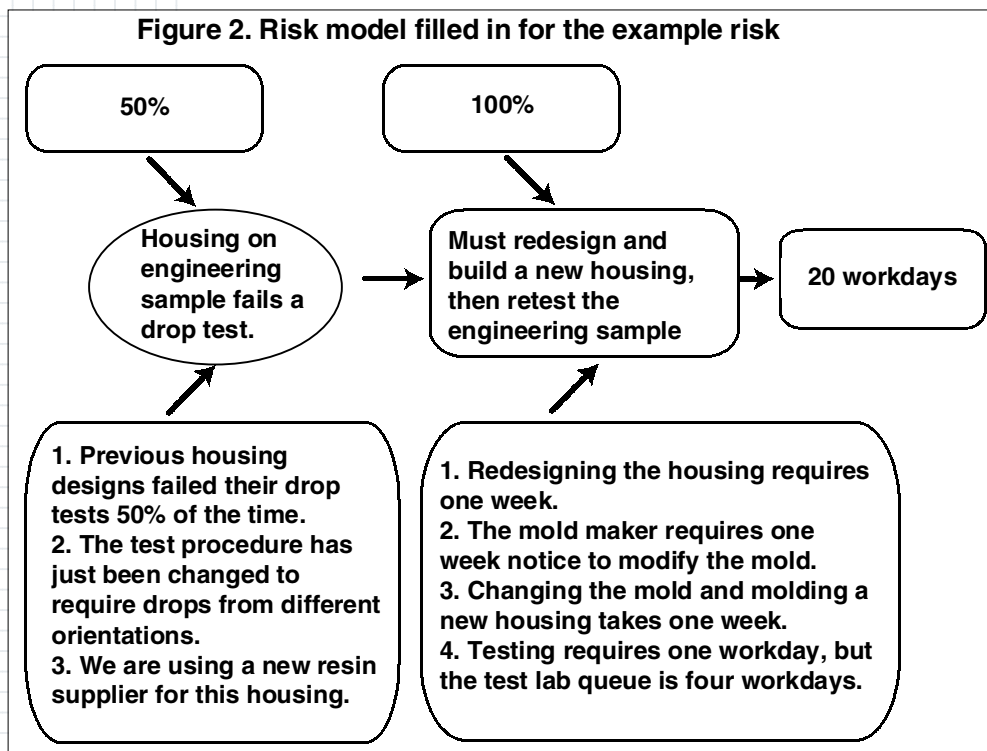 Figure 2. Risk model filled in for the example risk
50%
100%
Housing on
engineering
sample fails a
drop test.
Must redesign and
build a new housing,
then retest the
engineering sample
20 workdays
1. Previous housing
designs failed their drop
tests 50% of the time.
2. The test procedure has
just been changed to
require drops from different
orientations.
3. We are using a new resin
supplier for this housing.
1. Redesigning the housing requires
one week.
2. The mold maker requires one
week notice to modify the mold.
3. Changing the mold and molding a
new housing takes one week.
4. Testing requires one workday, but
the test lab queue is four workdays.